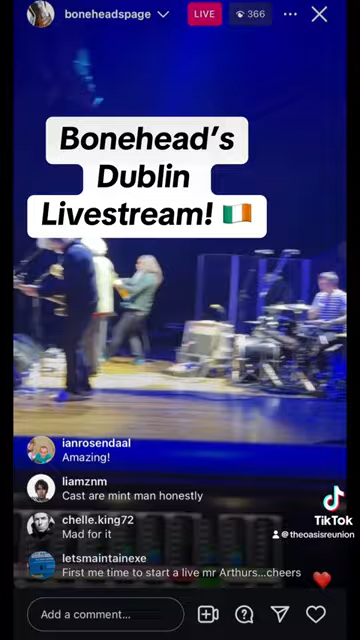 boneheadspage
LIVE
366
Bonehead's
Dublin
Livestream! 🇮🇪
ianrosendaal
Amazing!
liamznm
Cast are mint man honestly
chelle.king72
Mad for it
letsmaintainexe
First me time to start a live mr Arthurs...cheers
TikTok
@theoasisreunion
Add a comment...